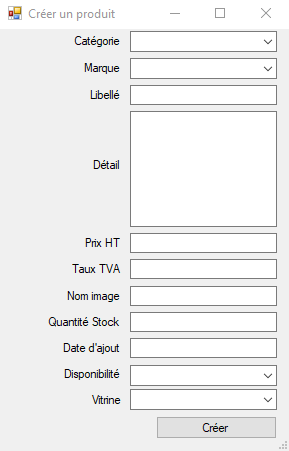 Créer un produit
Catégorie
Marque
Libellé
Détail
Prix HT
Taux TVA
Nom image
Quantité Stock
Date d'ajout
Disponibilité
Vitrine
Créer